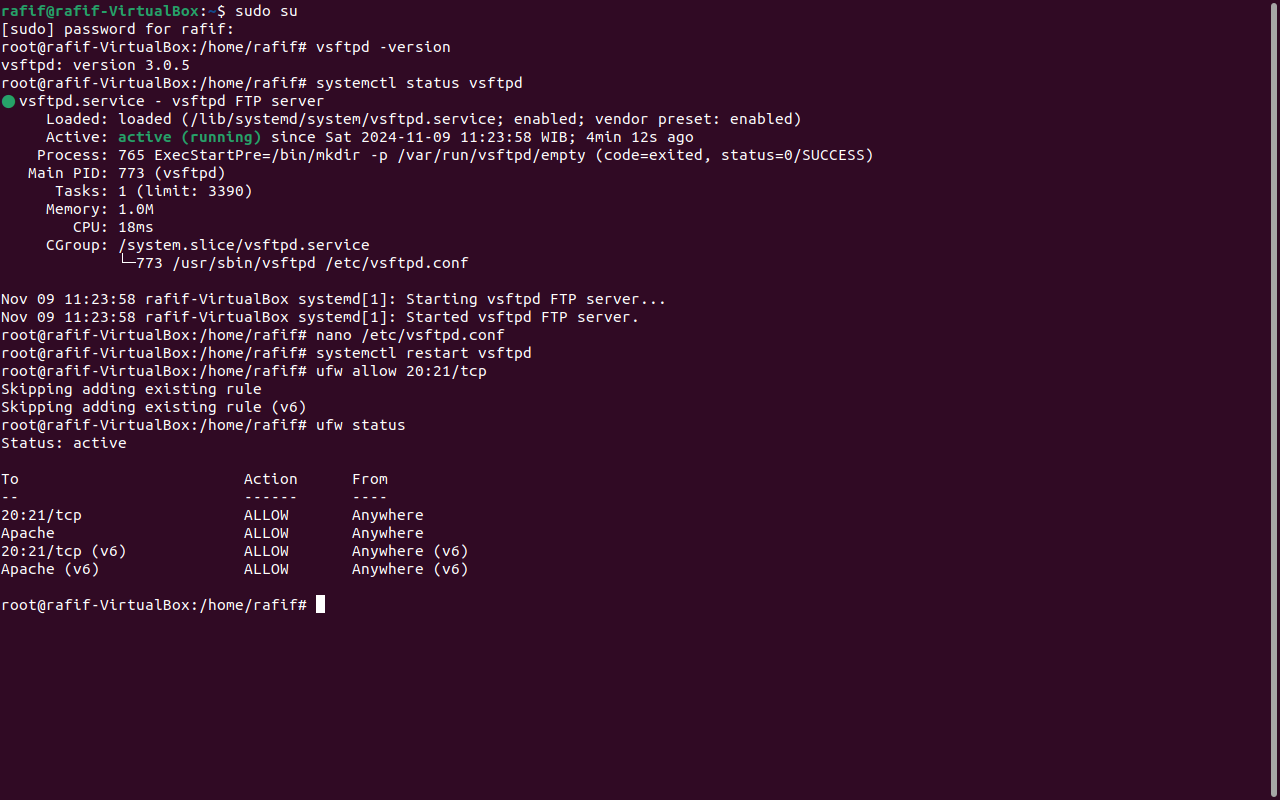 rafif@rafif-VirtualBox:~$ sudo su
[sudo] password for rafif:
root@rafif-VirtualBox:/home/rafif# vsftpd -version
vsftpd: version 3.0.5
root@rafif-VirtualBox:/home/rafif# systemctl status vsftpd
● vsftpd.service - vsftpd FTP server
     Loaded: loaded (/lib/systemd/system/vsftpd.service; enabled; vendor preset: enabled)
     Active: active (running) since Sat 2024-11-09 11:23:58 WIB; 4min 12s ago
    Process: 765 ExecStartPre=/bin/mkdir -p /var/run/vsftpd/empty (code=exited, status=0/SUCCESS)
   Main PID: 773 (vsftpd)
      Tasks: 1 (limit: 3390)
     Memory: 1.0M
        CPU: 18ms
     CGroup: /system.slice/vsftpd.service
             └─773 /usr/sbin/vsftpd /etc/vsftpd.conf

Nov 09 11:23:58 rafif-VirtualBox systemd[1]: Starting vsftpd FTP server...
Nov 09 11:23:58 rafif-VirtualBox systemd[1]: Started vsftpd FTP server.
root@rafif-VirtualBox:/home/rafif# nano /etc/vsftpd.conf
root@rafif-VirtualBox:/home/rafif# systemctl restart vsftpd
root@rafif-VirtualBox:/home/rafif# ufw allow 20:21/tcp
Skipping adding existing rule
Skipping adding existing rule (v6)
root@rafif-VirtualBox:/home/rafif# ufw status
Status: active

To                         Action      From
--                         ------      ----
20:21/tcp                  ALLOW       Anywhere
Apache                     ALLOW       Anywhere
20:21/tcp (v6)             ALLOW       Anywhere (v6)
Apache (v6)                ALLOW       Anywhere (v6)

root@rafif-VirtualBox:/home/rafif#